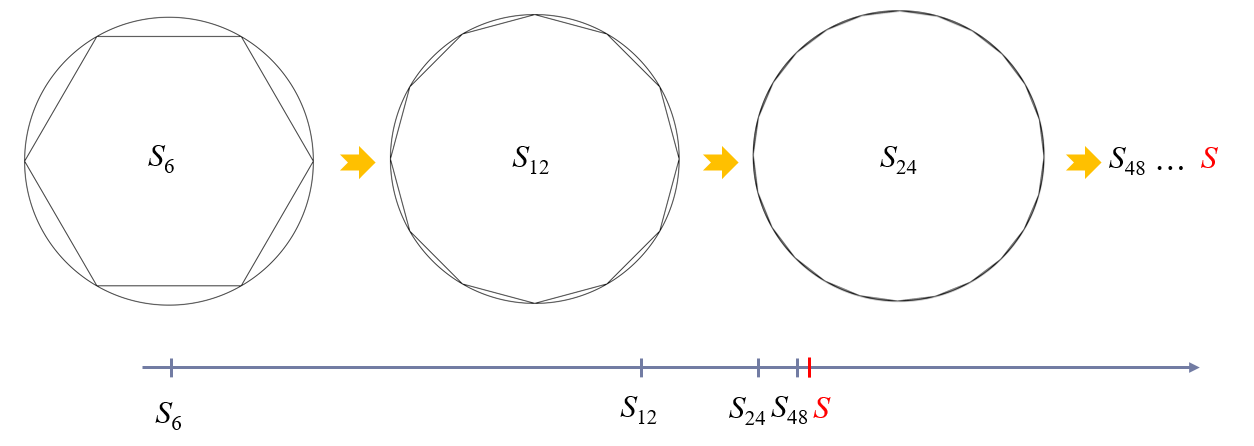 S₆ S₁₂ S₂₄ S₄₈ … S
S₆ S₁₂ S₂₄ S₄₈ S